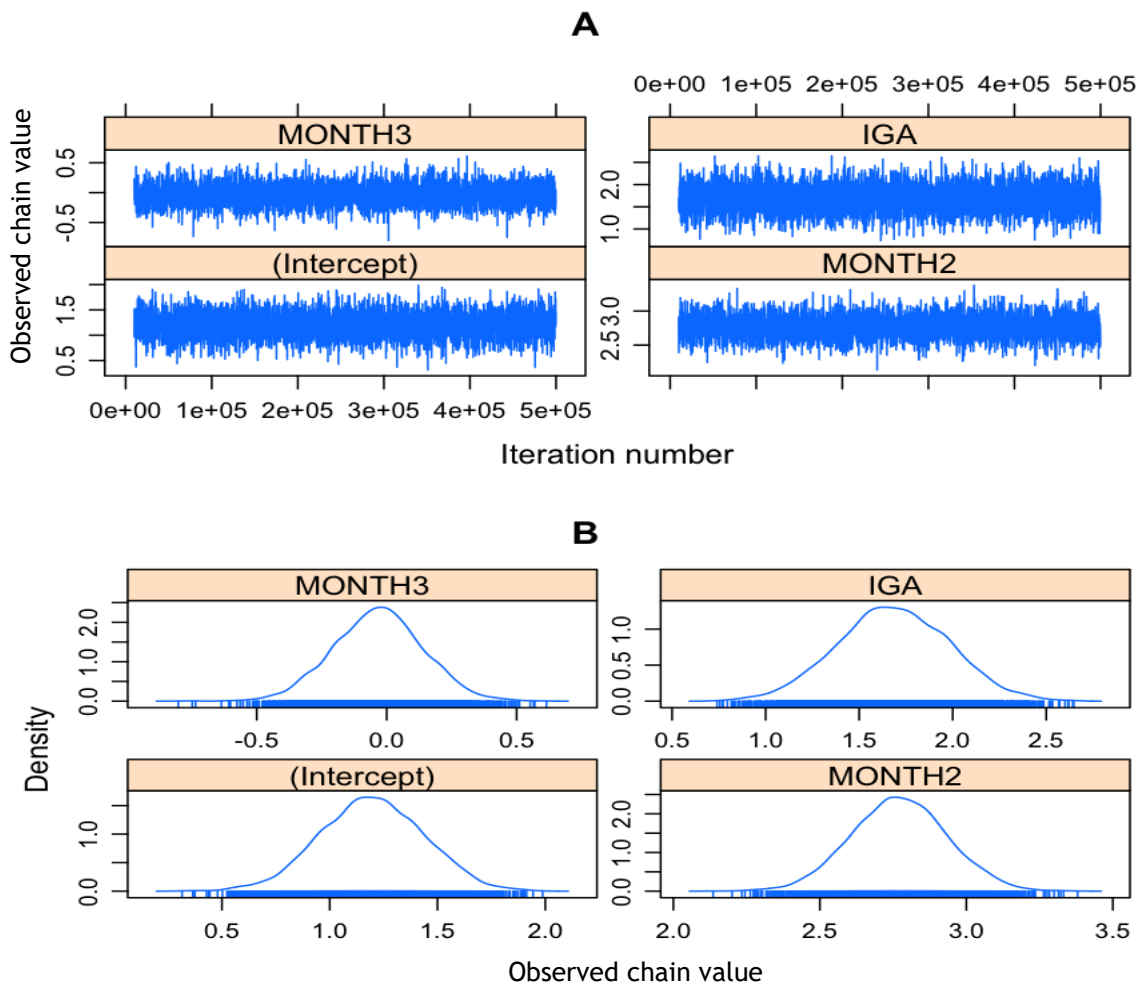 A
0e+00 1e+05 2e+05 3e+05 4e+05 5e+05
MONTH3 IGA
Observed chain value
-0.5 0.5
1.0 2.0
(Intercept) MONTH2
0.5 1.5
2.5 3.0
0e+00 1e+05 2e+05 3e+05 4e+05 5e+05
Iteration number
B
MONTH3 IGA
Density
0.0 1.0 2.0
0.0 0.5 1.0
-0.5 0.0 0.5
0.5 1.0 1.5 2.0 2.5
(Intercept) MONTH2
0.0 1.0
0.0 1.0 2.0
0.5 1.0 1.5 2.0
2.0 2.5 3.0 3.5
Observed chain value